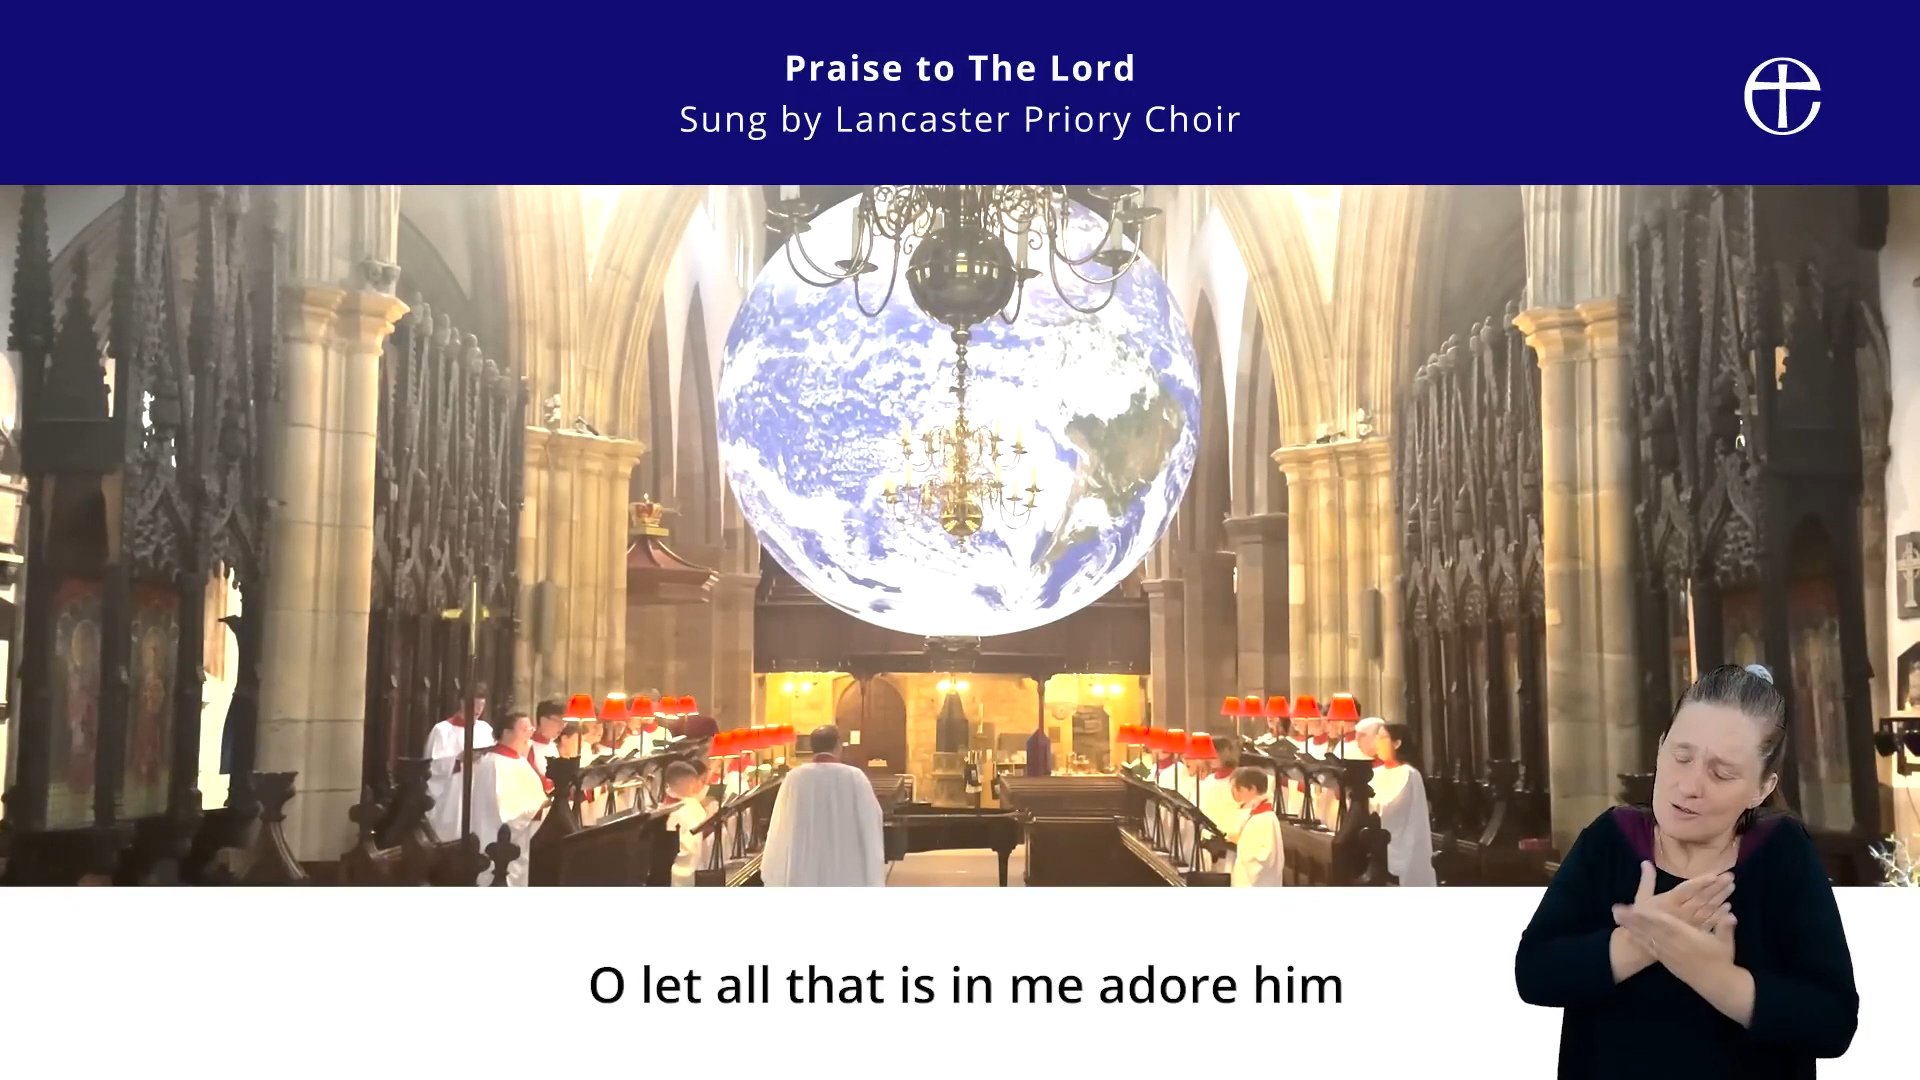 Praise to The Lord
Sung by Lancaster Priory Choir
O let all that is in me adore him